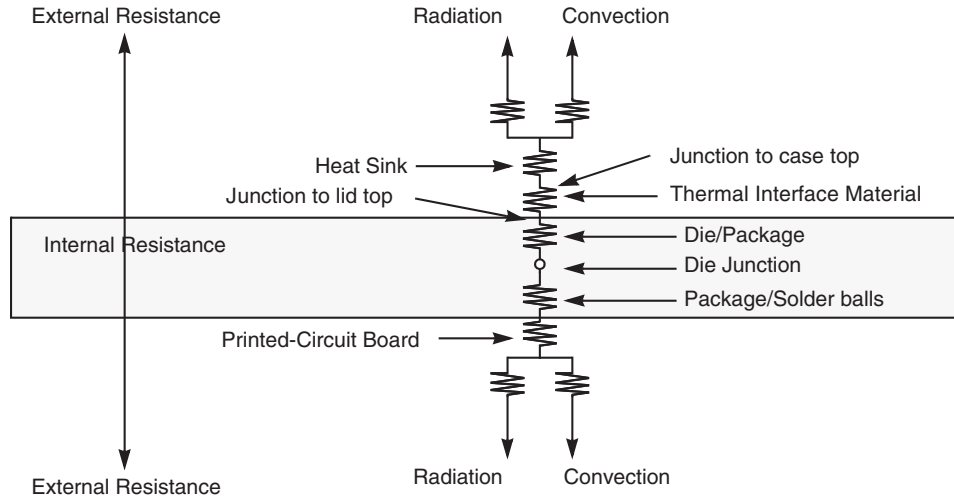 External Resistance
Radiation
Convection
Heat Sink
Junction to case top
Junction to lid top
Thermal Interface Material
Internal Resistance
Die/Package
Die Junction
Package/Solder balls
Printed-Circuit Board
Radiation
Convection
External Resistance